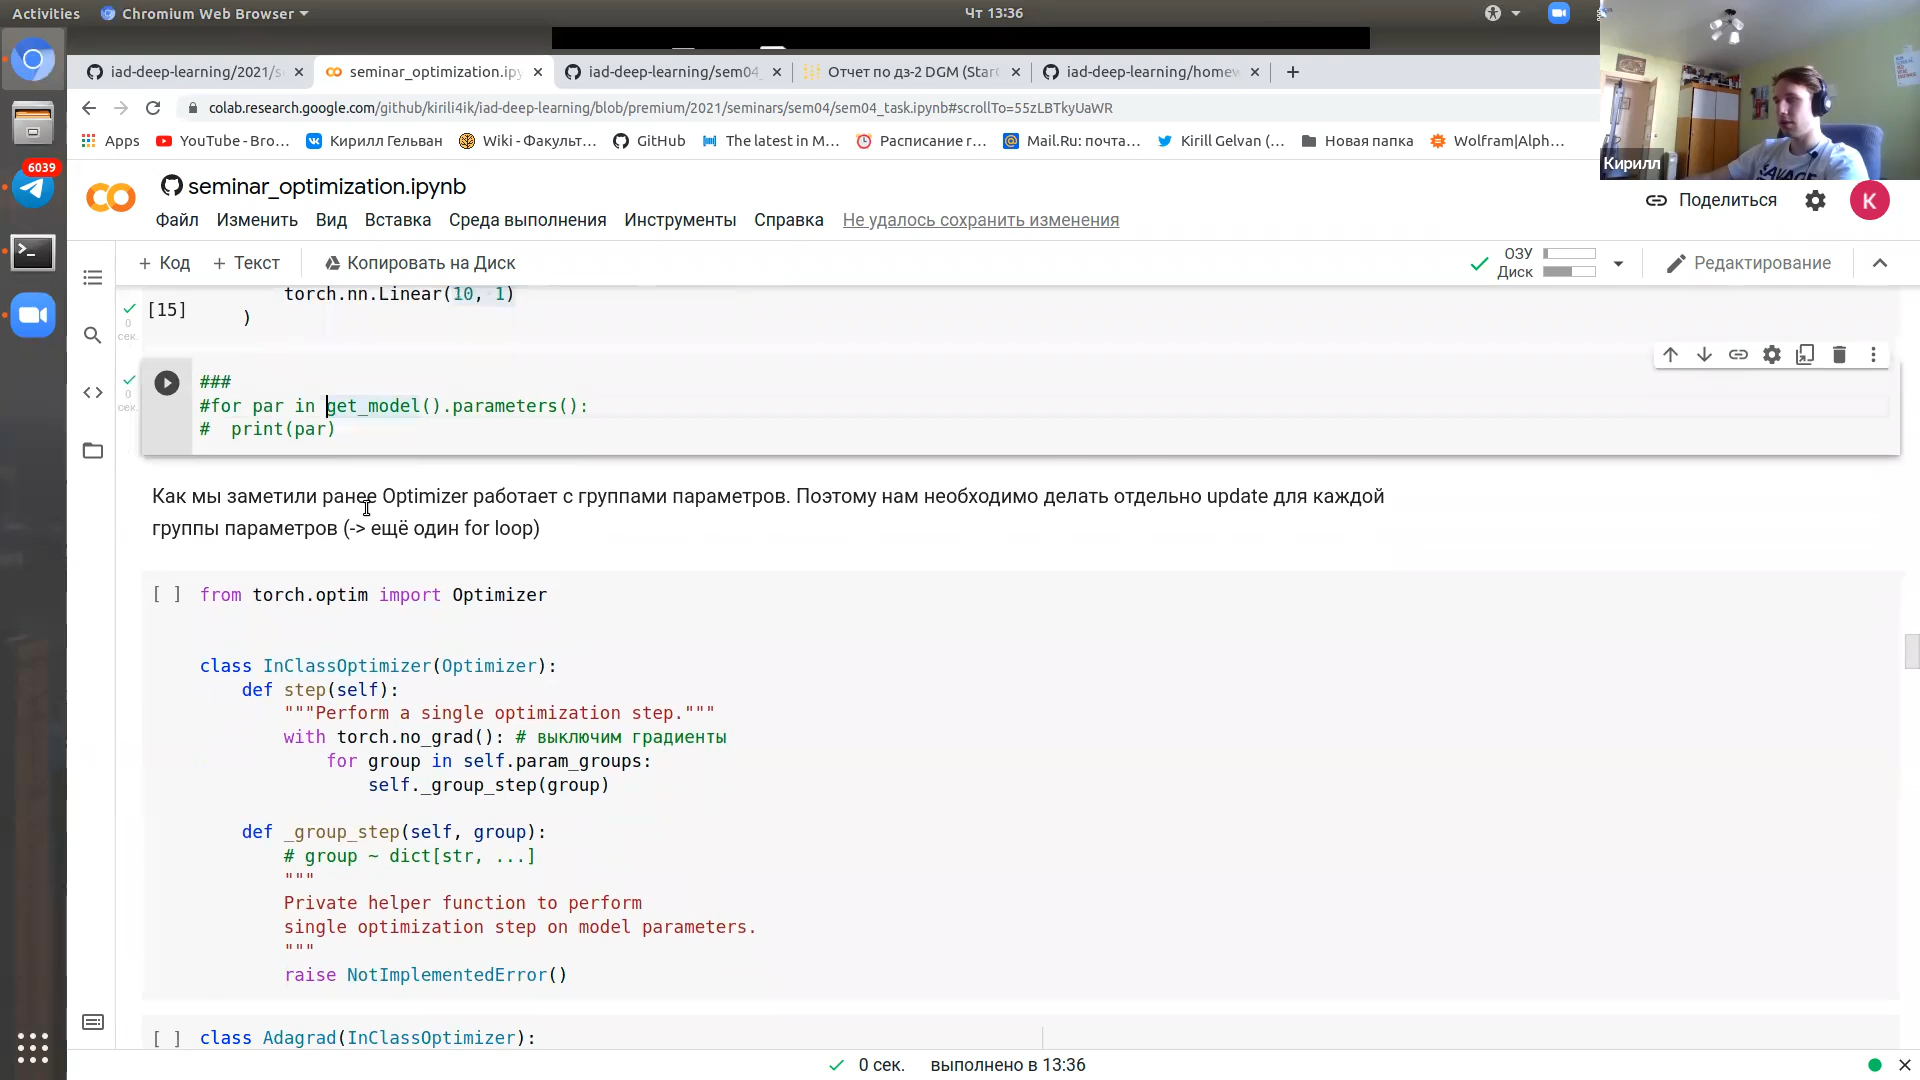 Activities
Chromium Web Browser
Чт 13:36
iad-deep-learning/2021/s
seminar_optimization.ipy
iad-deep-learning/sem04_
Отчет по дз-2 DGM (Star
iad-deep-learning/homew
colab.research.google.com/github/kirili4ik/iad-deep-learning/blob/premium/2021/seminars/sem04/sem04_task.ipynb#scrollTo=55zLBTkyUaWR
Apps
YouTube - Bro...
Кирилл Гельван
Wiki - Факульт...
GitHub
The latest in M...
Расписание г...
Mail.Ru: почта...
Kirill Gelvan (...
Новая папка
Wolfram|Alph...
Кирилл
6039
seminar_optimization.ipynb
Файл Изменить Вид Вставка Среда выполнения Инструменты Справка Не удалось сохранить изменения
Поделиться
K
+ Код + Текст Копировать на Диск
ОЗУ
Диск
Редактирование
torch.nn.Linear(10, 1)
[15] )
0
сек.
###
#for par in get_model().parameters():
# print(par)
0
сек.
Как мы заметили ранее Optimizer работает с группами параметров. Поэтому нам необходимо делать отдельно update для каждой
группы параметров (-> ещё один for loop)
[ ] from torch.optim import Optimizer
class InClassOptimizer(Optimizer):
def step(self):
"""Perform a single optimization step."""
with torch.no_grad(): # выключим градиенты
for group in self.param_groups:
self._group_step(group)
def _group_step(self, group):
# group ~ dict[str, ...]
"""
Private helper function to perform
single optimization step on model parameters.
"""
raise NotImplementedError()
[ ] class Adagrad(InClassOptimizer):
0 сек. выполнено в 13:36